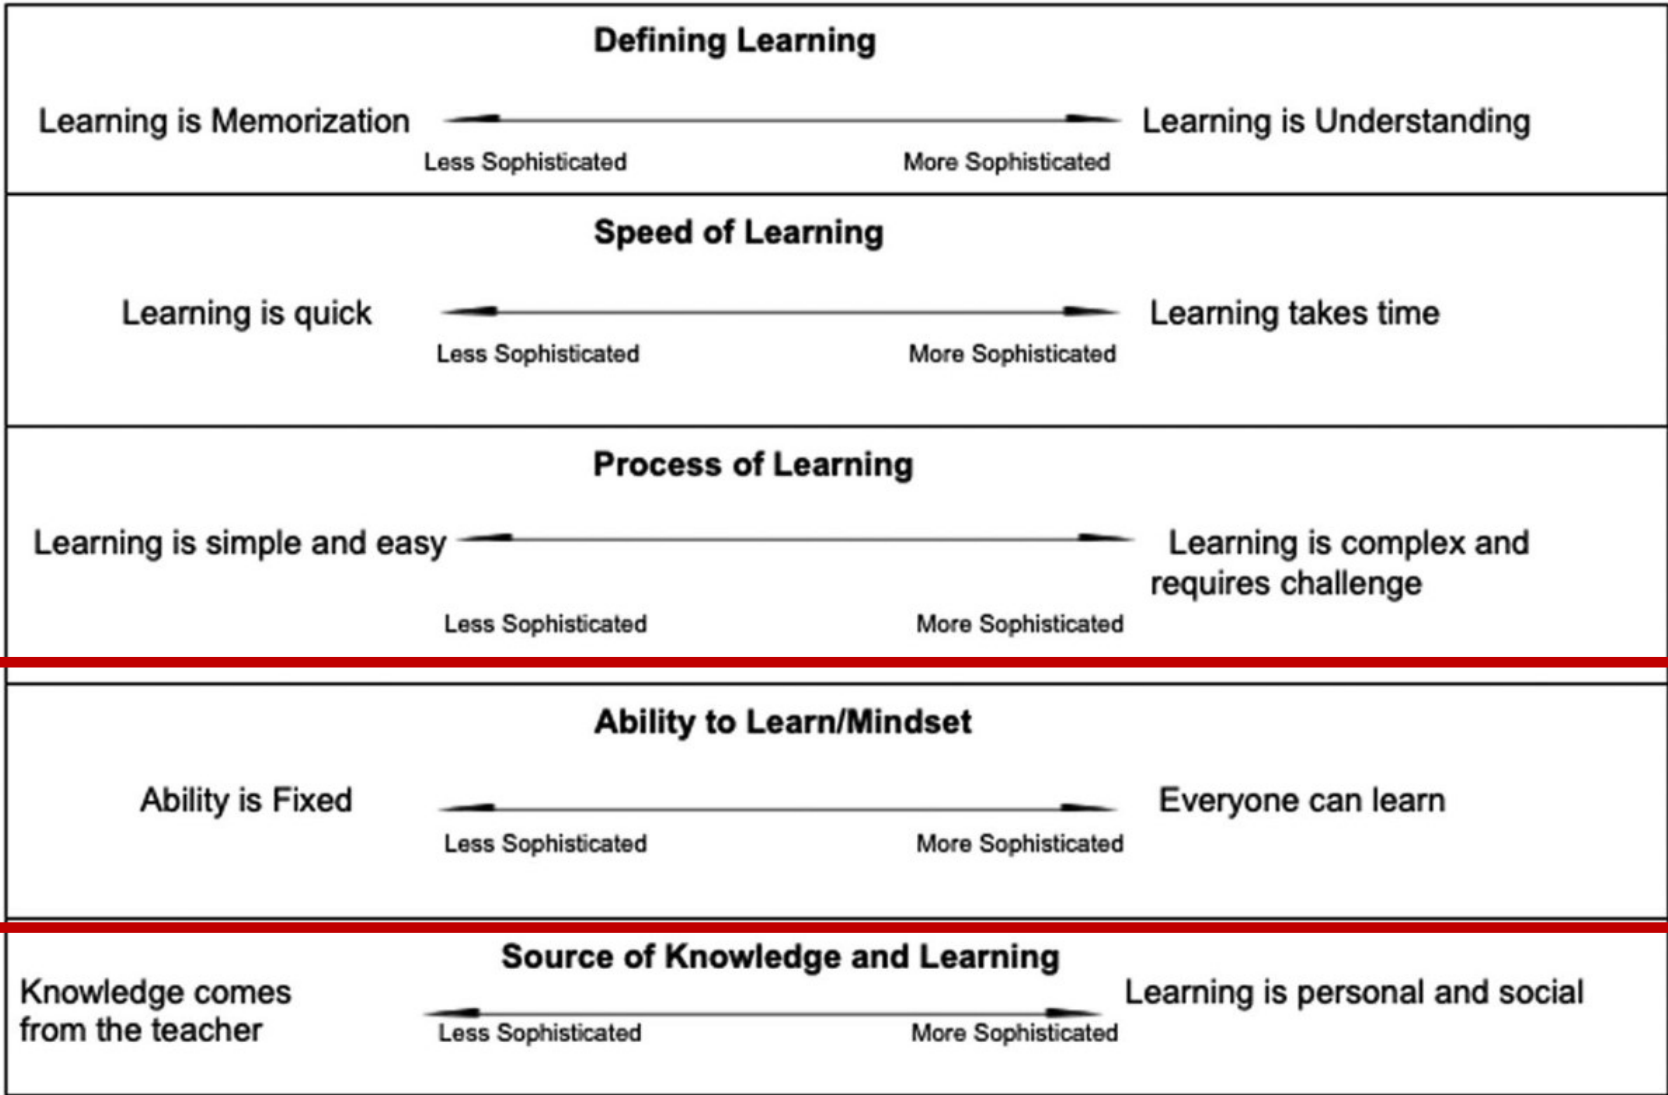 Defining Learning
Learning is Memorization
Learning is Understanding
Less Sophisticated
More Sophisticated
Speed of Learning
Learning is quick
Learning takes time
Less Sophisticated
More Sophisticated
Process of Learning
Learning is simple and easy
Learning is complex and
requires challenge
Less Sophisticated
More Sophisticated
Ability to Learn/Mindset
Ability is Fixed
Everyone can learn
Less Sophisticated
More Sophisticated
Source of Knowledge and Learning
Knowledge comes
from the teacher
Learning is personal and social
Less Sophisticated
More Sophisticated